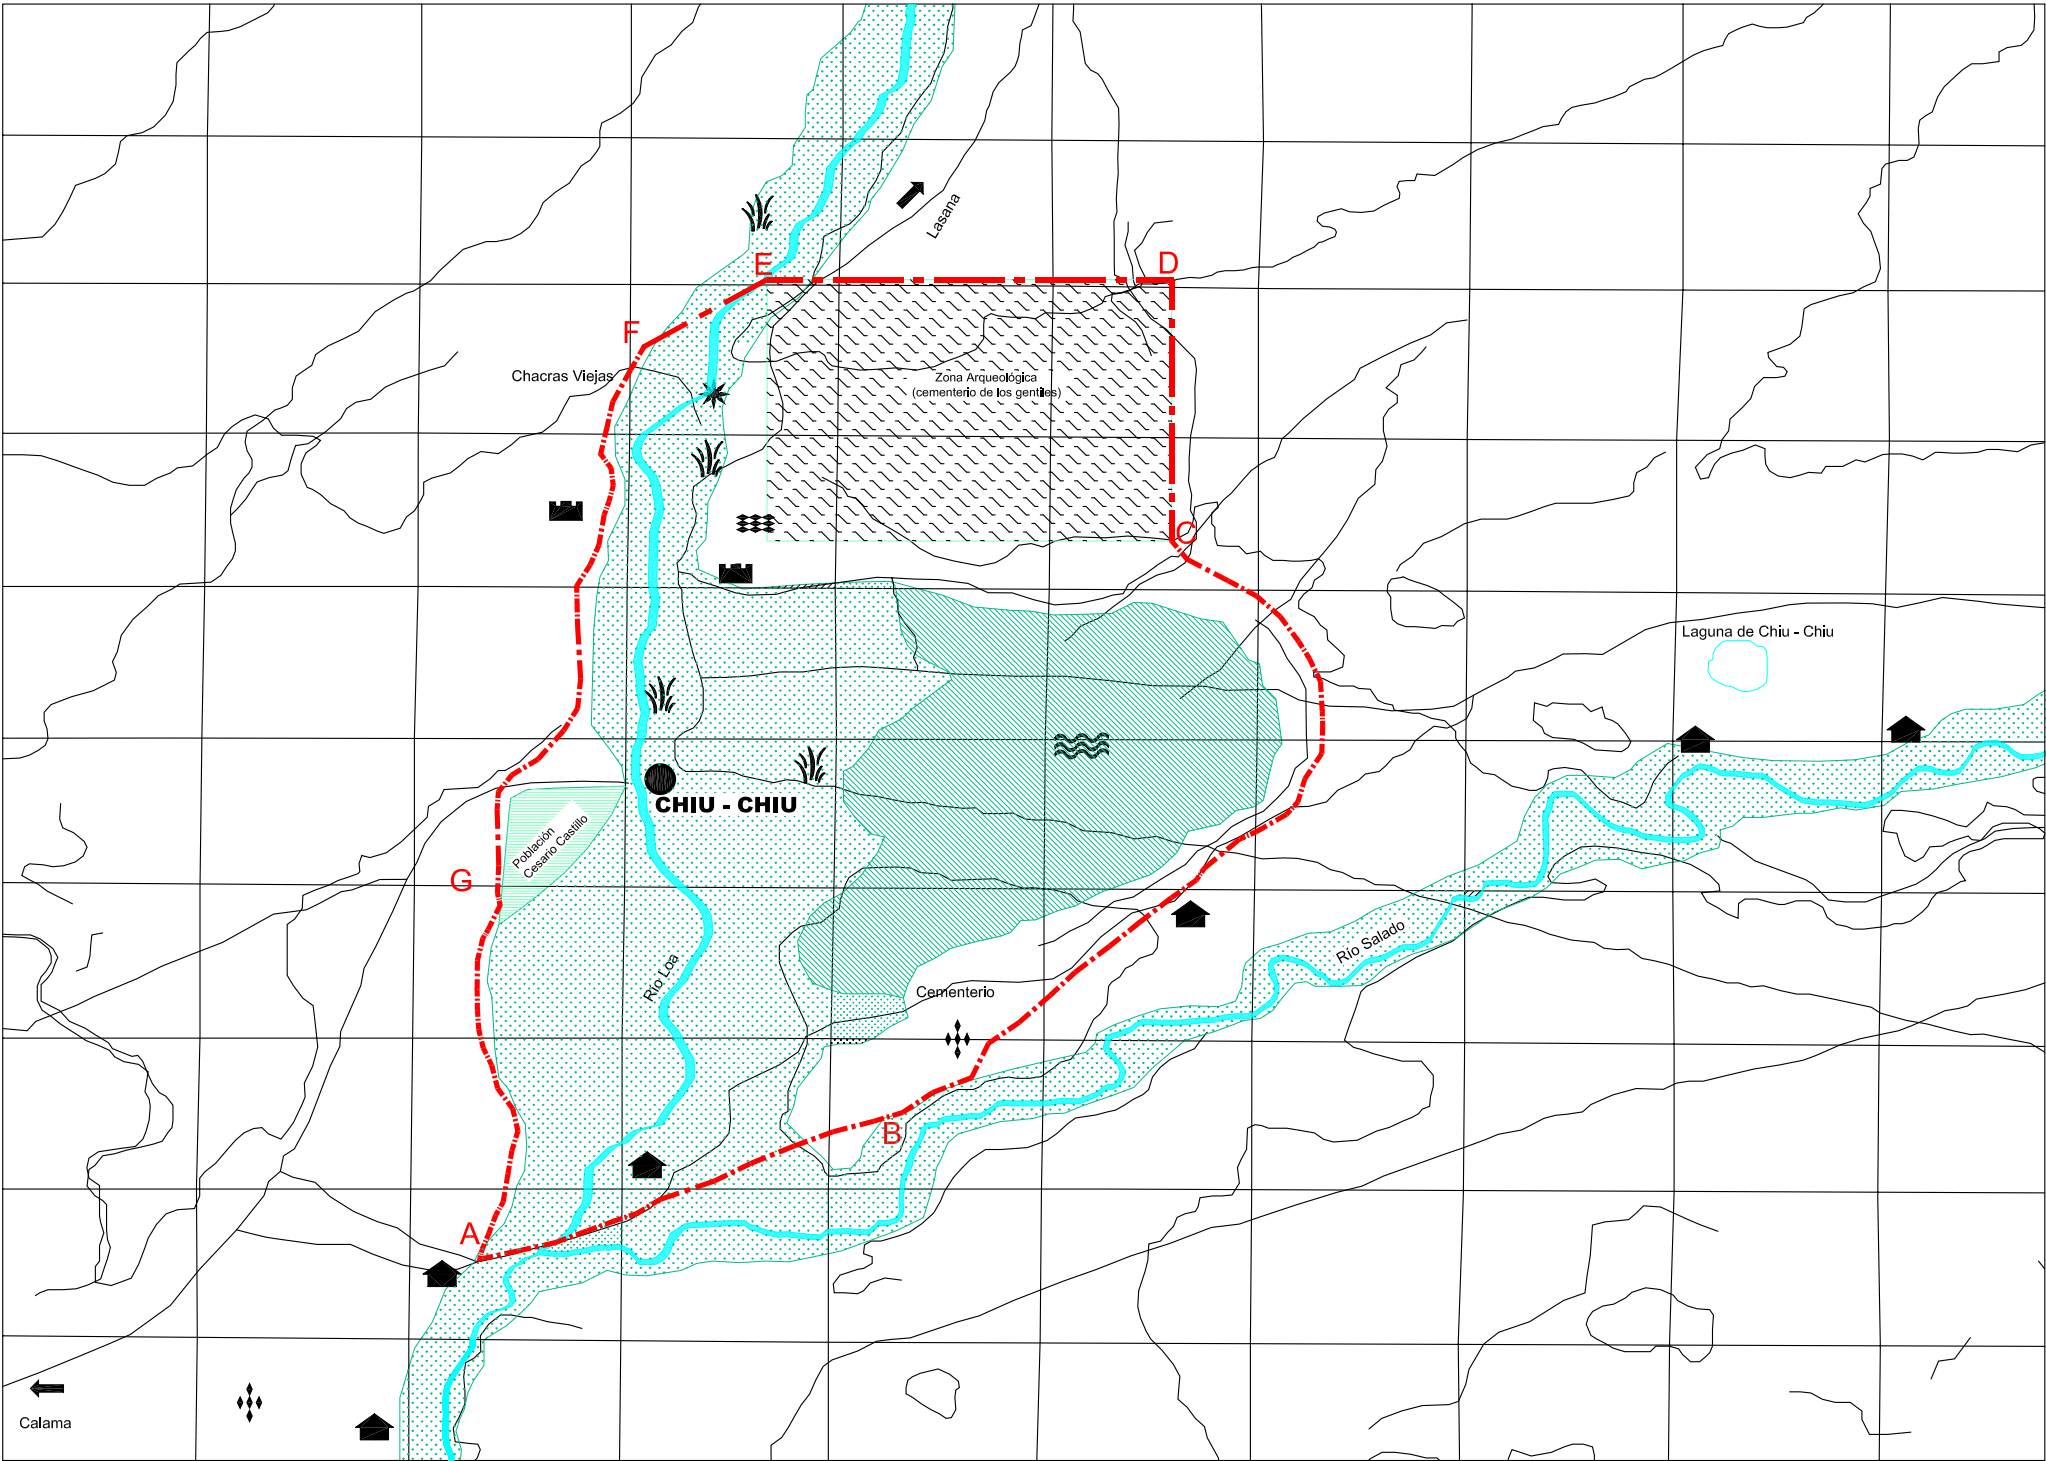 Lasana
E
D
F
Chacras Viejas
Zona Arqueológica
(cementerio de los gentiles)
C
Laguna de Chiu - Chiu
CHIU - CHIU
Población
Cesario Castillo
G
Río Salado
Río Loa
Cementerio
B
A
Calama